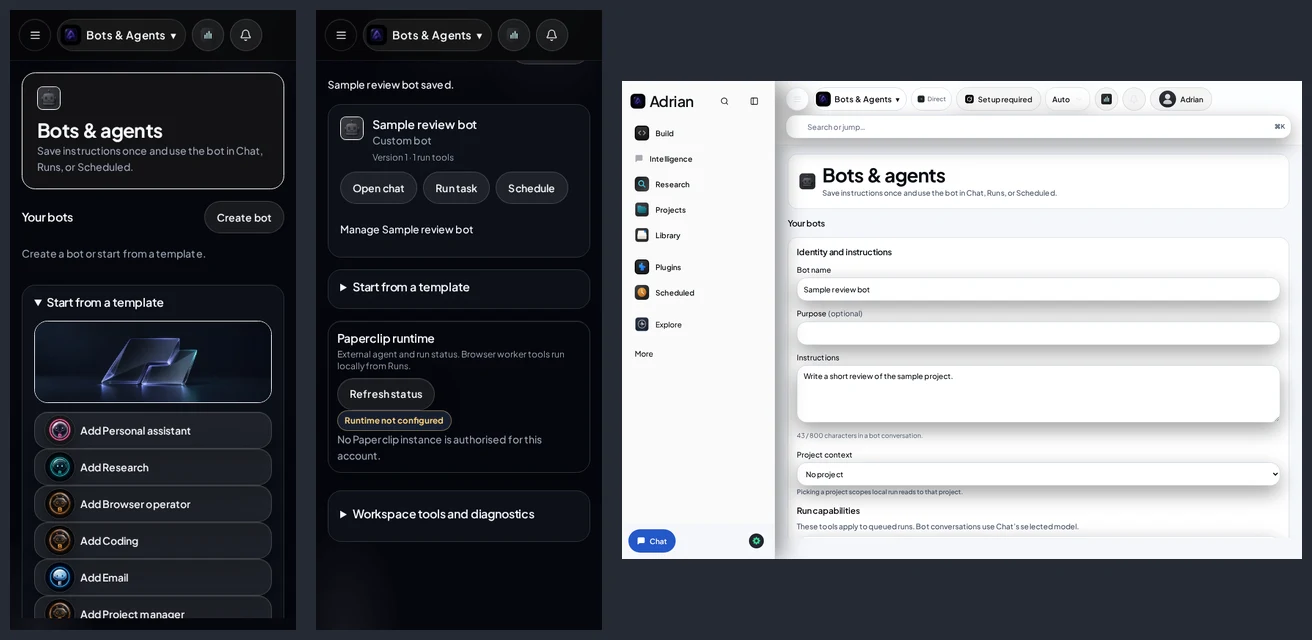 Bots & Agents ▾
Bots & agents
Save instructions once and use the bot in Chat,
Runs, or Scheduled.
Your bots
Create bot
Create a bot or start from a template.
▼ Start from a template
Add Personal assistant
Add Research
Add Browser operator
Add Coding
Add Email
Add Project manager
Bots & Agents ▾
Sample review bot saved.
Sample review bot
Custom bot
Version 1 · 1 run tools
Open chat
Run task
Schedule
Manage Sample review bot
▶ Start from a template
Paperclip runtime
External agent and run status. Browser worker tools run
locally from Runs.
Refresh status
Runtime not configured
No Paperclip instance is authorised for this
account.
▶ Workspace tools and diagnostics
Adrian
Build
Intelligence
Research
Projects
Library
Plugins
Scheduled
Explore
More
Chat
Bots & Agents ▾
Direct
Setup required
Auto
Adrian
Search or jump...
⌘K
Bots & agents
Save instructions once and use the bot in Chat, Runs, or Scheduled.
Your bots
Identity and instructions
Bot name
Sample review bot
Purpose (optional)
Instructions
Write a short review of the sample project.
43 / 800 characters in a bot conversation.
Project context
No project
Picking a project scopes local run reads to that project.
Run capabilities
These tools apply to queued runs. Bot conversations use Chat's selected model.